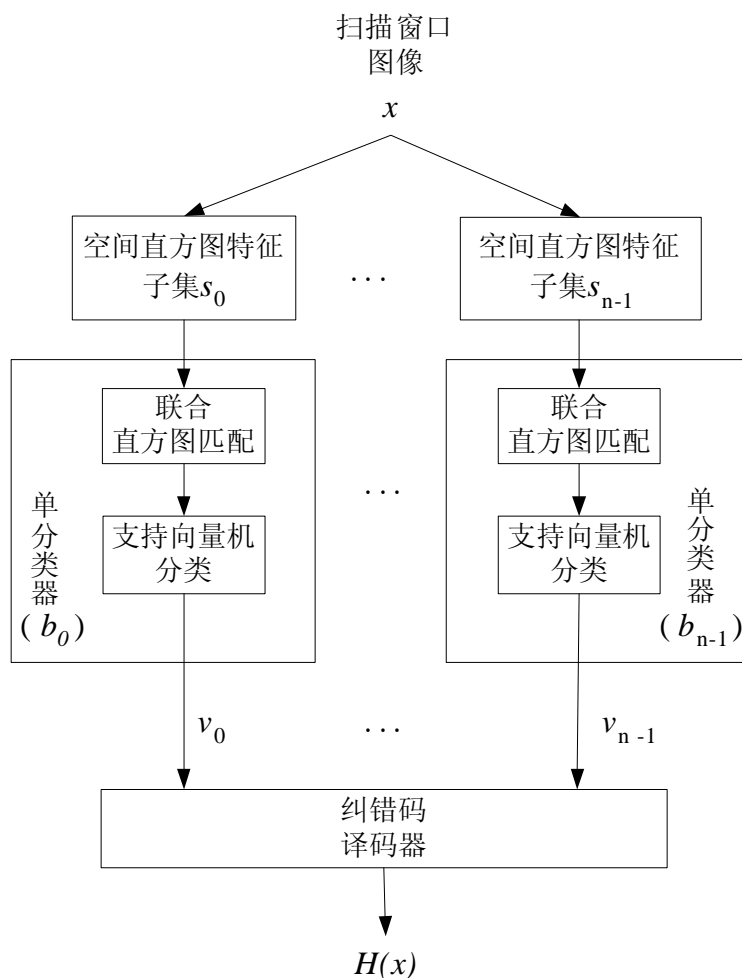 扫描窗口
图像
x
空间直方图特征
子集s0
...
空间直方图特征
子集sn-1
联合
直方图匹配
支持向量机
分类
单分类器
(b0)
...
联合
直方图匹配
支持向量机
分类
单分类器
(bn-1)
v0
...
vn-1
纠错码
译码器
H(x)